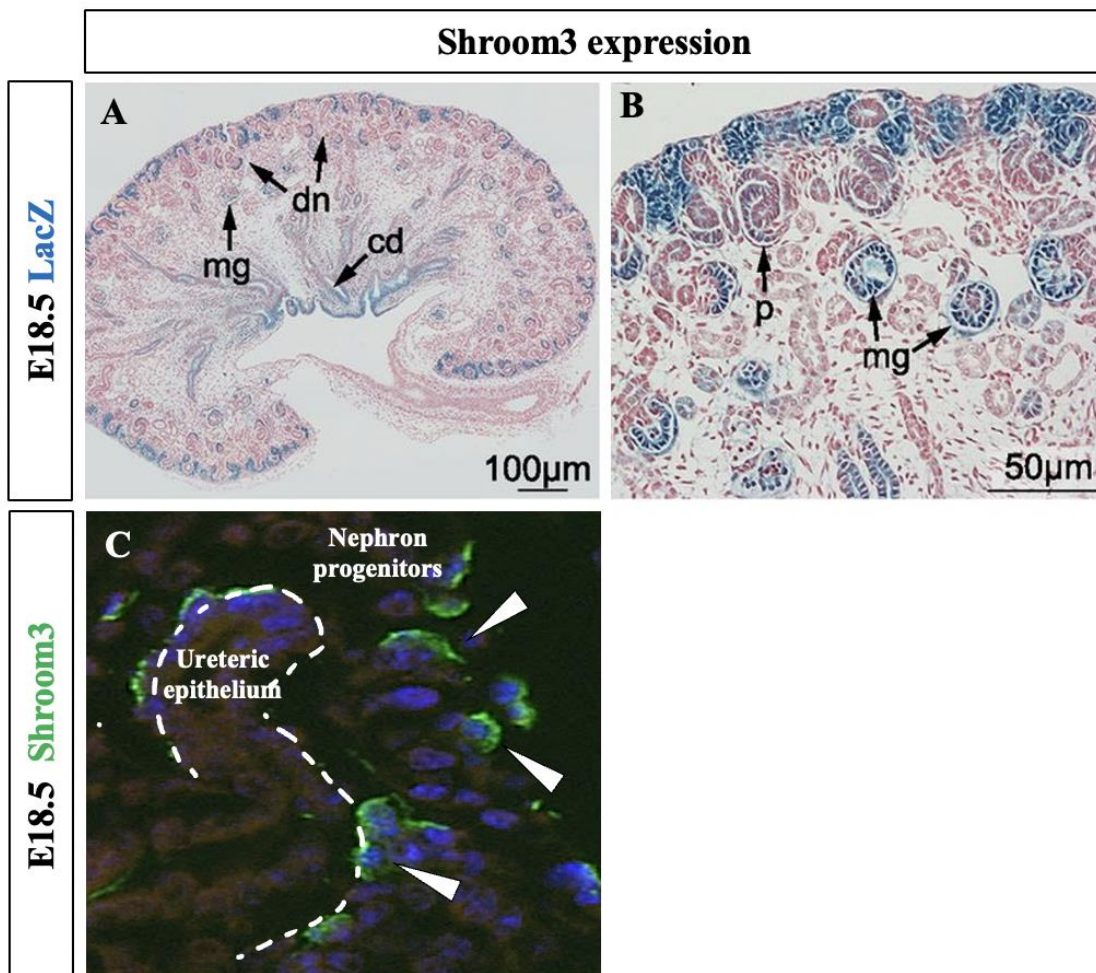 Shroom3 expression
E18.5 LacZ
A
dn
mg
cd
100µm
B
p
mg
50µm
E18.5 Shroom3
C
Nephron
progenitors
Ureteric
epithelium